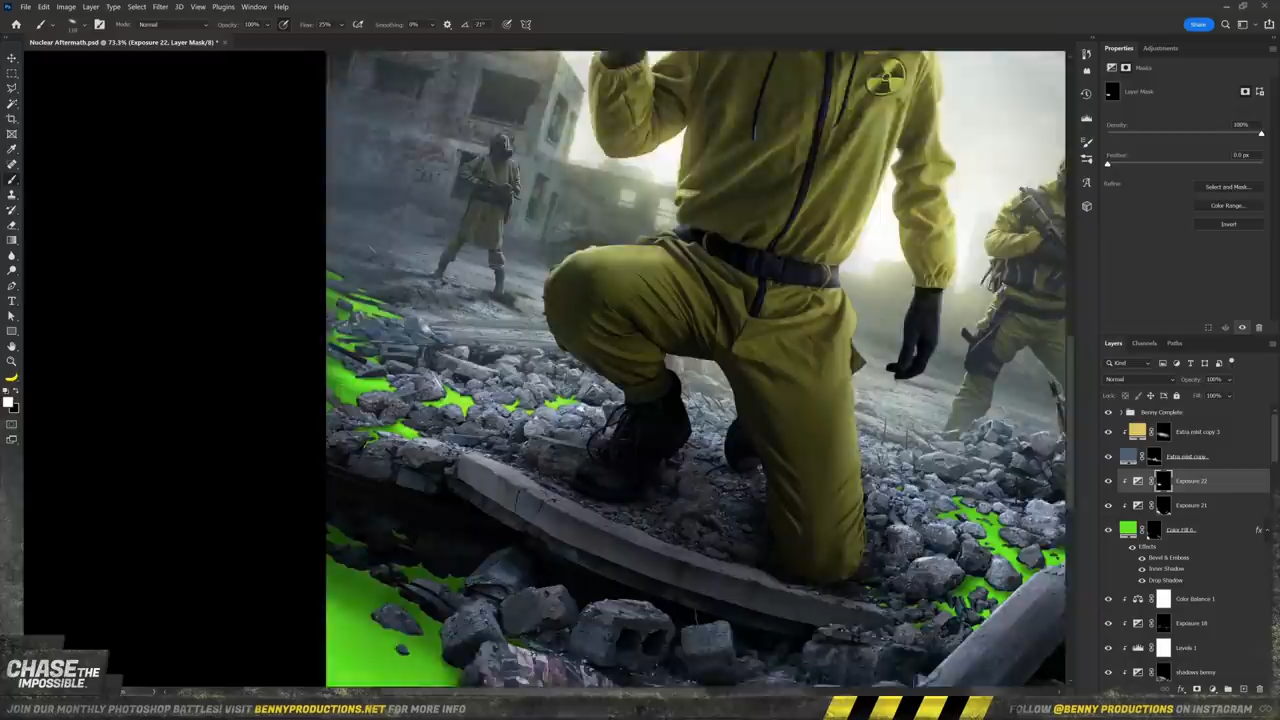 File Edit Image Layer Type Select Filter 3D View Plugins Window Help
Mode: Normal Opacity: 100% Flow: 25% Smoothing: 0% -21° Share
Nuclear Aftermath.psd @ 73.3% (Exposure 22, Layer Mask/8) *
Properties Adjustments
Masks
Layer Mask
Density: 100%
Feather: 0.0 px
Refine:
Select and Mask...
Color Range...
Invert
Layers Channels Paths
Kind
Normal Opacity: 100%
Lock: Fill: 100%
Benny Complete
Extra mist copy 3
Extra mist copy...
Exposure 22
Exposure 21
Color Fill 6... fx
Effects
Bevel & Emboss
Inner Shadow
Drop Shadow
Color Balance 1
Exposure 18
Levels 1
shadows benny
CHASE THE
IMPOSSIBLE.
JOIN OUR MONTHLY PHOTOSHOP BATTLES! VISIT BENNYPRODUCTIONS.NET FOR MORE INFO
FOLLOW @BENNYPRODUCTIONS ON INSTAGRAM